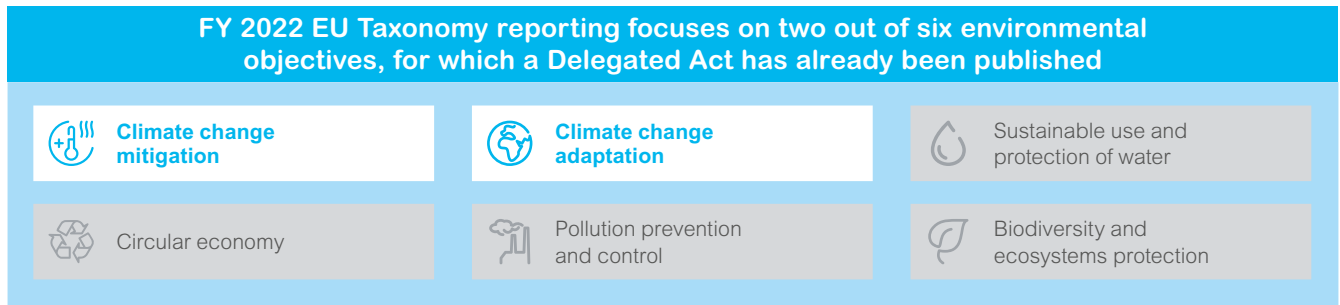 FY 2022 EU Taxonomy reporting focuses on two out of six environmental
objectives, for which a Delegated Act has already been published
Climate change
mitigation
Climate change
adaptation
Sustainable use and
protection of water
Circular economy
Pollution prevention
and control
Biodiversity and
ecosystems protection